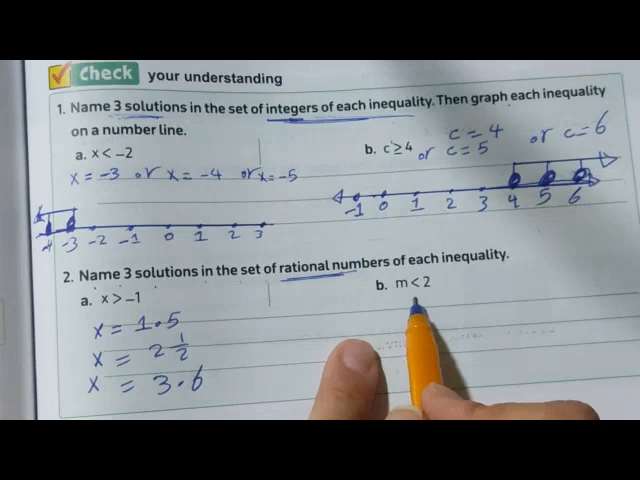 Check your understanding
1. Name 3 solutions in the set of integers of each inequality. Then graph each inequality
on a number line.
a. x < -2
b. c ≥ 4
c = 4
or c = 5
or c = 6
x = -3 or x = -4 or x = -5
-4 -3 -2 -1 0 1 2 3
-1 0 1 2 3 4 5 6
2. Name 3 solutions in the set of rational numbers of each inequality.
a. x > -1
b. m < 2
x = 1.5
x = 2 1/2
x = 3.6